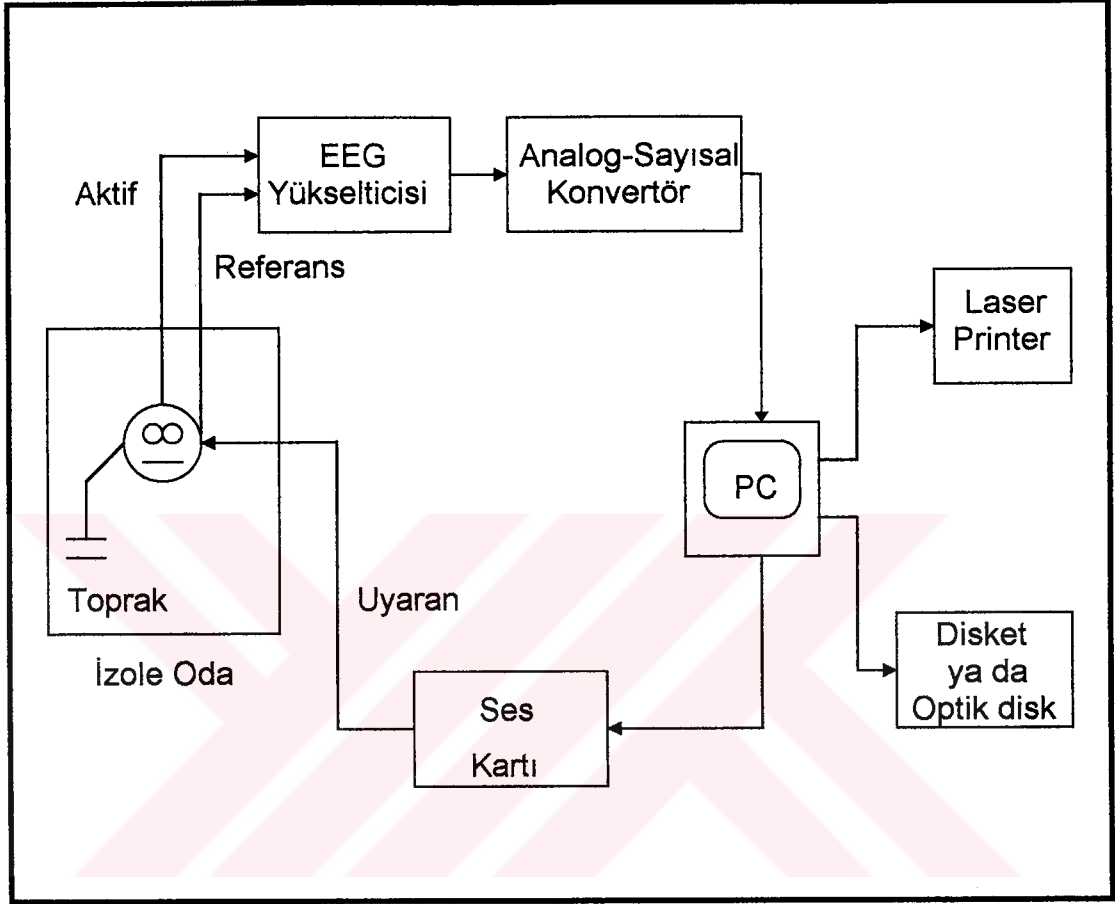 EEG
Yükselticisi
Analog-Sayısal
Konvertör
Aktif
Referans
Laser
Printer
PC
Toprak
Uyaran
İzole Oda
Disket
ya da
Optik disk
Ses
Kartı